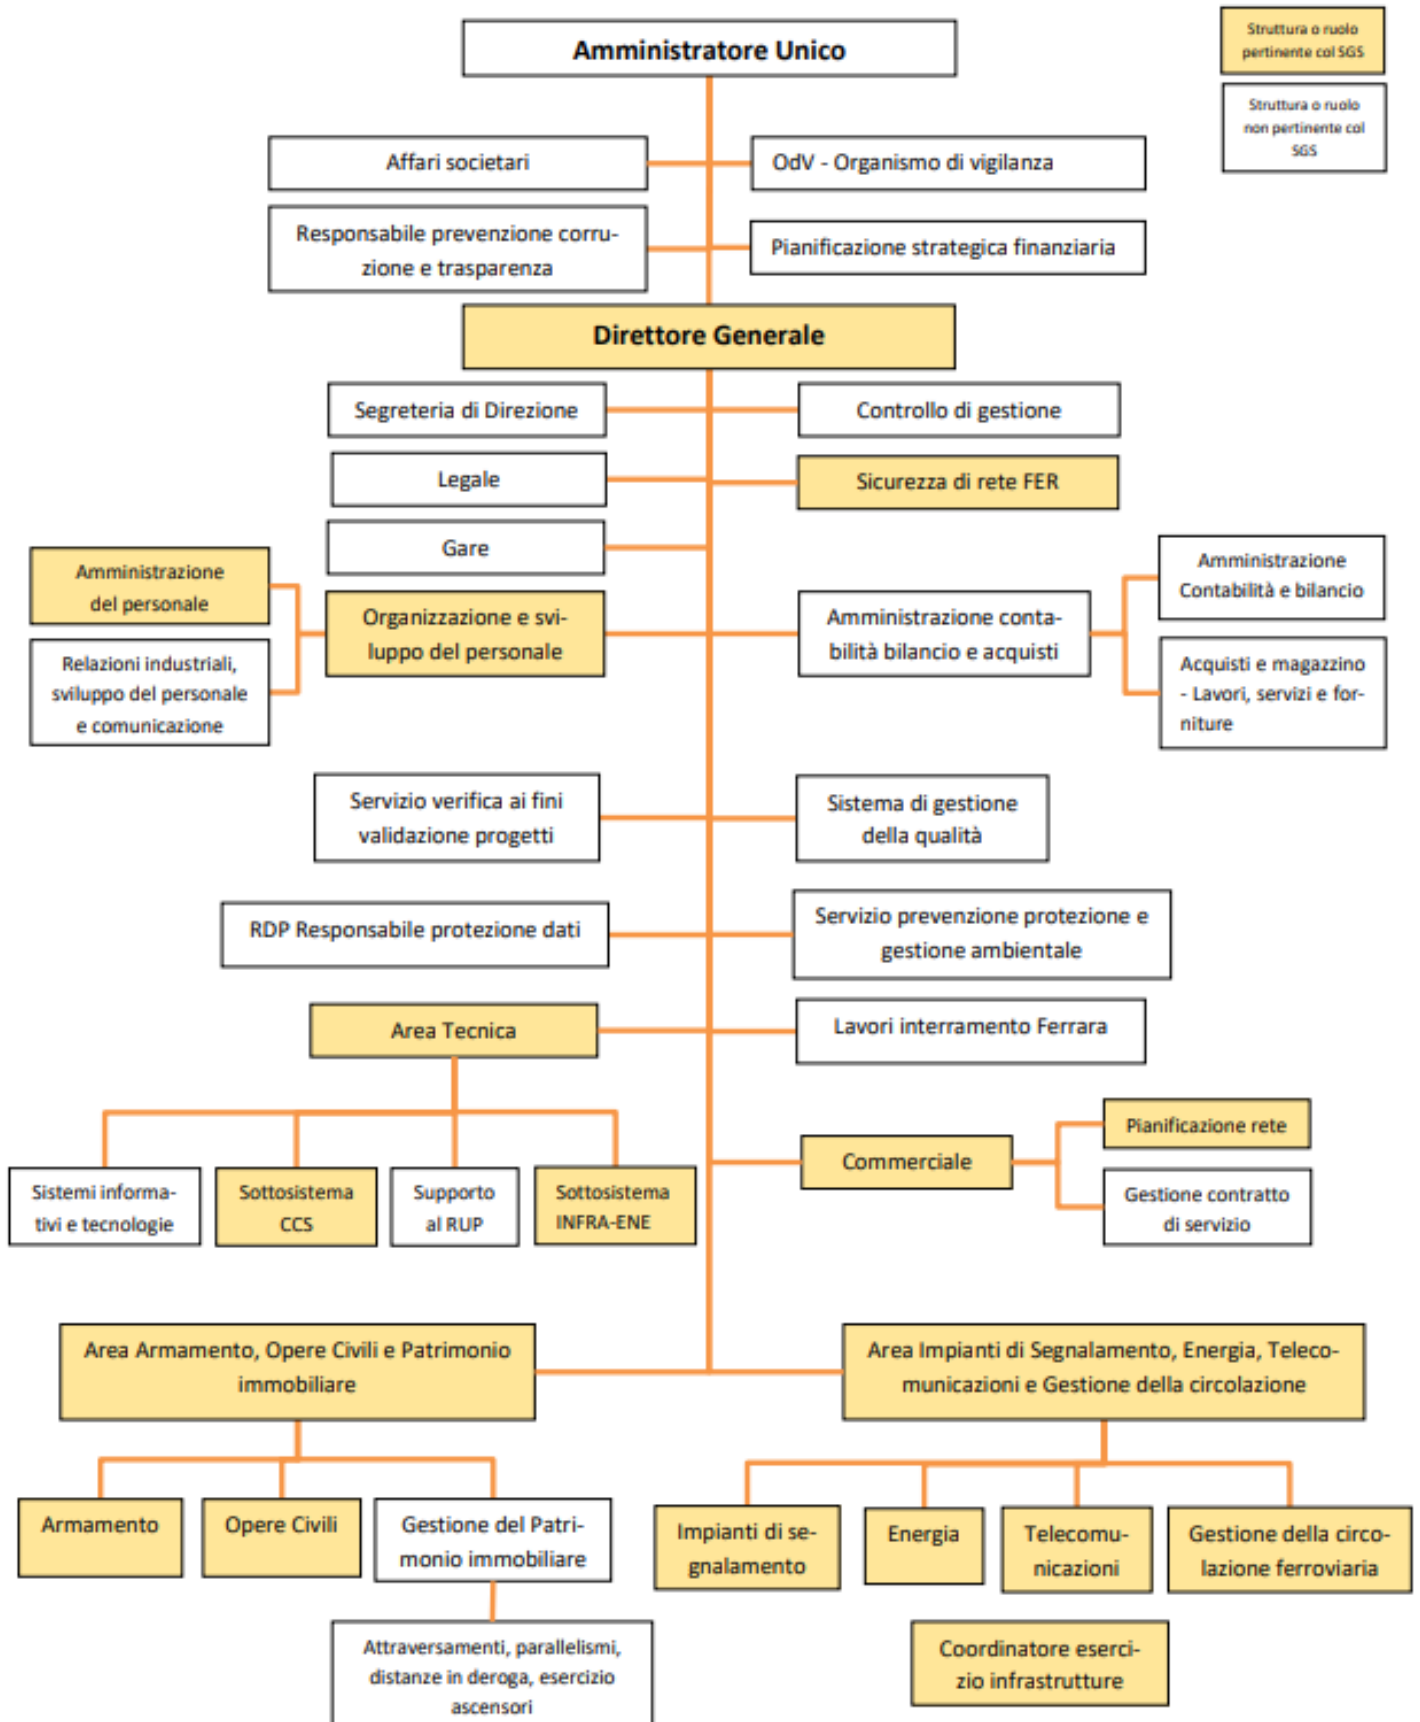 Amministratore Unico
Struttura o ruolo
pertinente col SGS
Struttura o ruolo
non pertinente col
SGS
Affari societari
OdV - Organismo di vigilanza
Responsabile prevenzione corru-
zione e trasparenza
Pianificazione strategica finanziaria
Direttore Generale
Segreteria di Direzione
Controllo di gestione
Legale
Sicurezza di rete FER
Gare
Amministrazione
del personale
Organizzazione e svi-
luppo del personale
Relazioni industriali,
sviluppo del personale
e comunicazione
Amministrazione conta-
bilità bilancio e acquisti
Amministrazione
Contabilità e bilancio
Acquisti e magazzino
- Lavori, servizi e for-
niture
Servizio verifica ai fini
validazione progetti
Sistema di gestione
della qualità
RDP Responsabile protezione dati
Servizio prevenzione protezione e
gestione ambientale
Area Tecnica
Lavori interramento Ferrara
Sistemi informa-
tivi e tecnologie
Sottosistema
CCS
Supporto
al RUP
Sottosistema
INFRA-ENE
Commerciale
Pianificazione rete
Gestione contratto
di servizio
Area Armamento, Opere Civili e Patrimonio
immobiliare
Area Impianti di Segnalamento, Energia, Teleco-
municazioni e Gestione della circolazione
Armamento
Opere Civili
Gestione del Patri-
monio immobiliare
Attraversamenti, parallelismi,
distanze in deroga, esercizio
ascensori
Impianti di se-
gnalamento
Energia
Telecomu-
nicazioni
Gestione della circo-
lazione ferroviaria
Coordinatore eserci-
zio infrastrutture